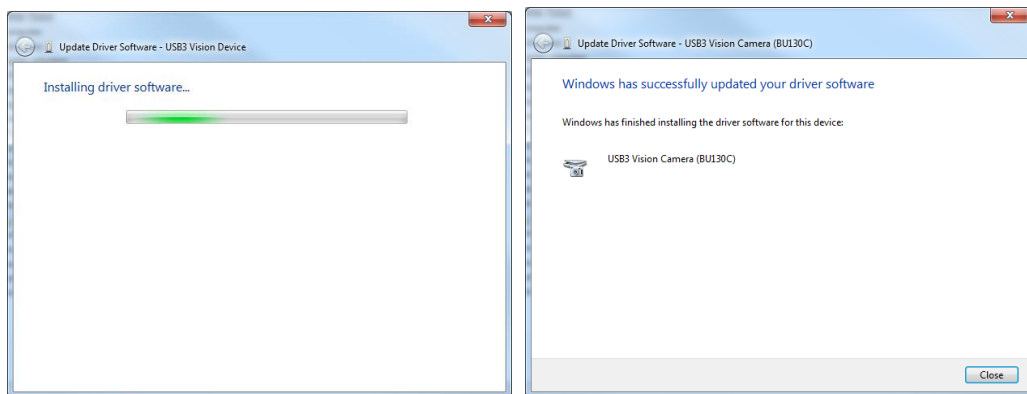 Update Driver Software - USB3 Vision Device
Installing driver software...
Update Driver Software - USB3 Vision Camera (BU130C)
Windows has successfully updated your driver software
Windows has finished installing the driver software for this device:
USB3 Vision Camera (BU130C)
Close